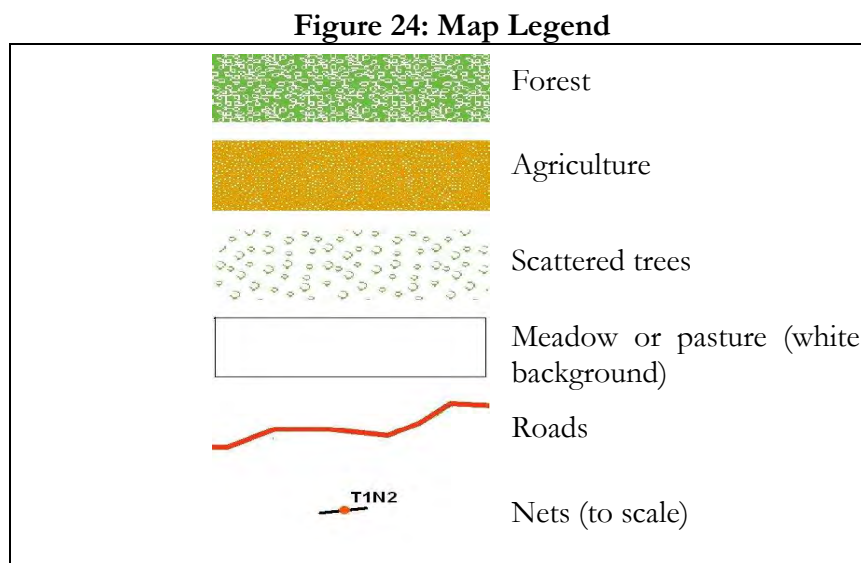 Figure 24: Map Legend
Forest
Agriculture
Scattered trees
Meadow or pasture (white
background)
Roads
T1N2
Nets (to scale)